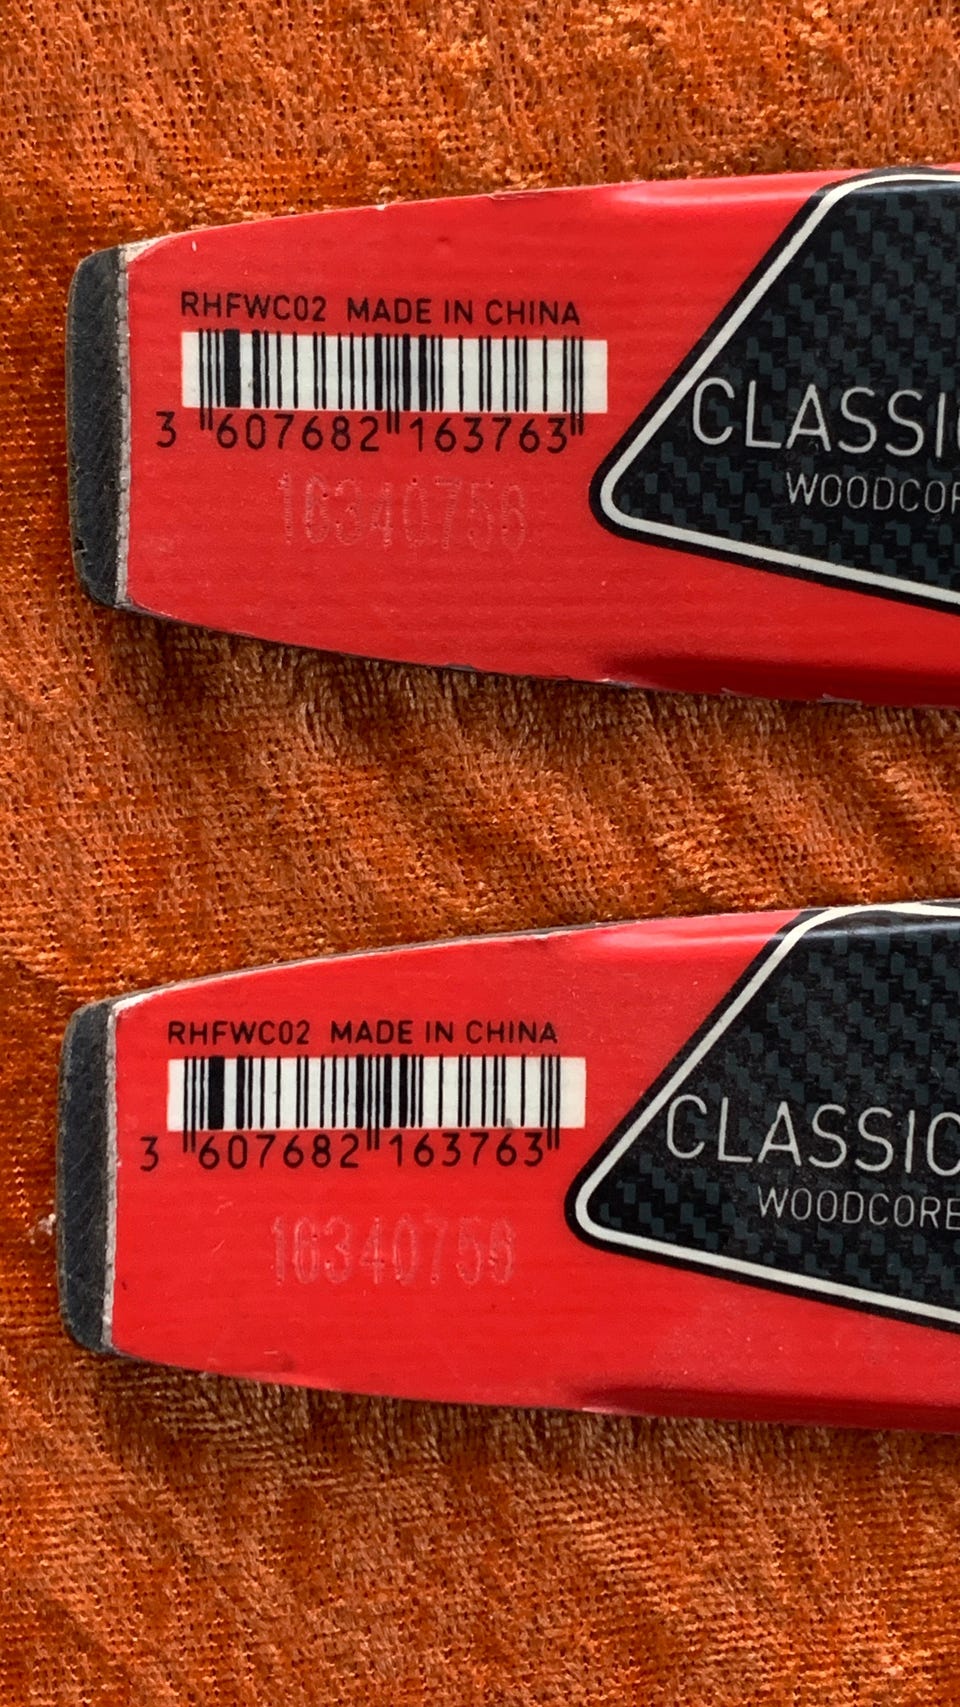 RHFWC02 MADE IN CHINA
3 607682 163763
16340756
CLASSIC
WOODCOR
RHFWC02 MADE IN CHINA
3 607682 163763
16340756
CLASSIC
WOODCORE